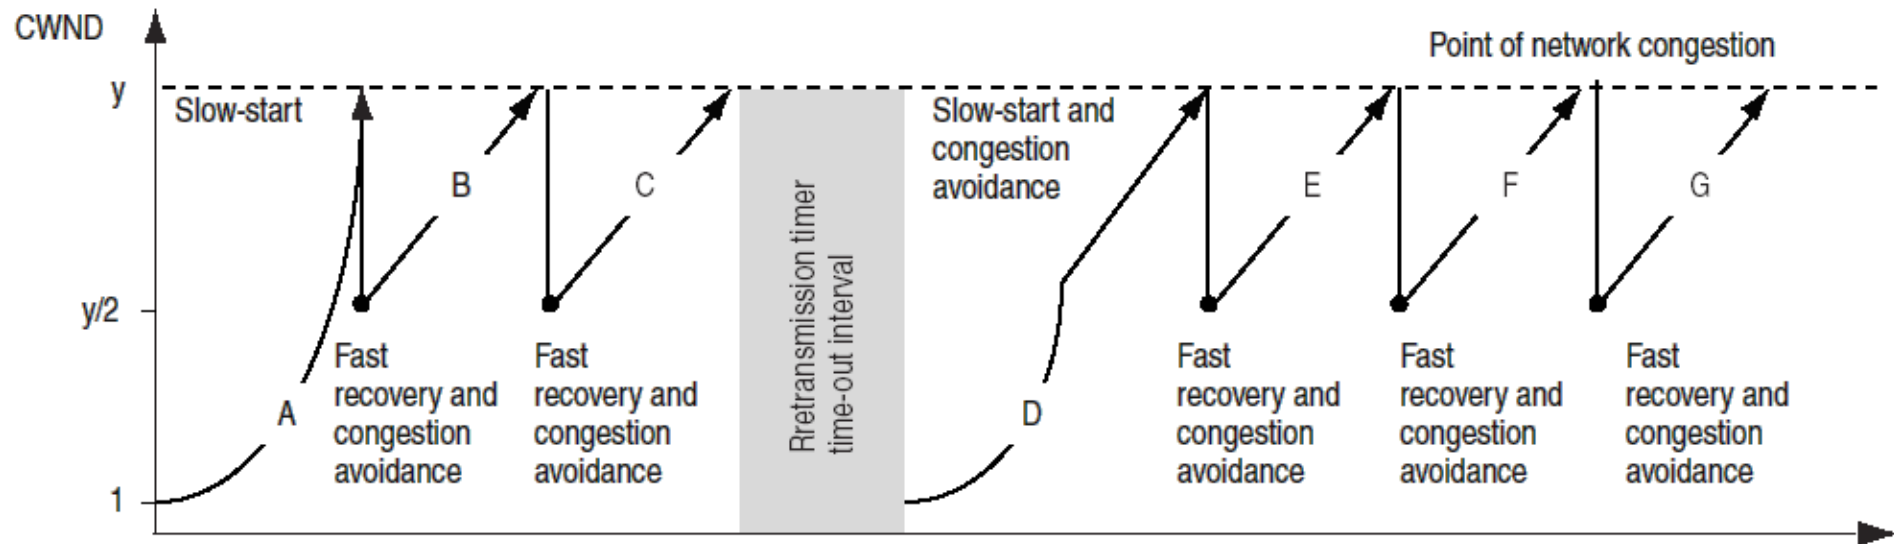 CWND
Point of network congestion
y
Slow-start
Slow-start and
congestion
avoidance
B
C
E
F
G
Rretransmission timer
time-out interval
y/2
Fast
recovery and
congestion
avoidance
Fast
recovery and
congestion
avoidance
Fast
recovery and
congestion
avoidance
Fast
recovery and
congestion
avoidance
Fast
recovery and
congestion
avoidance
A
D
1